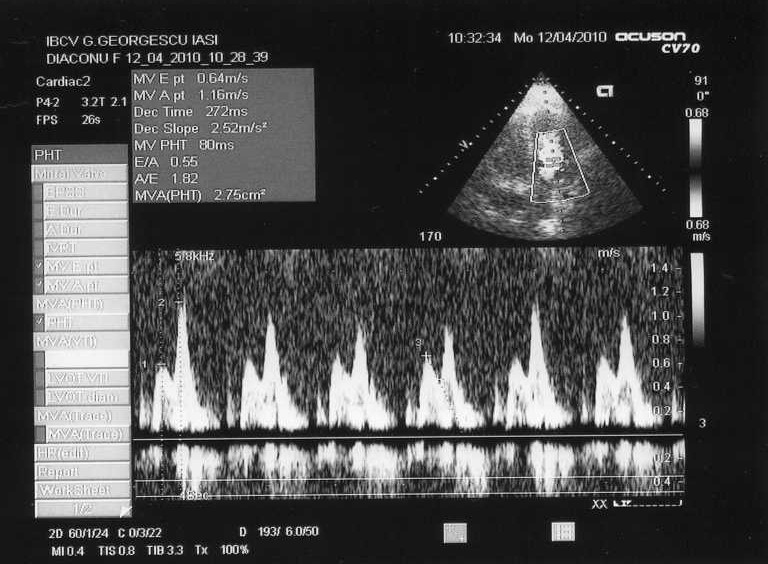 IBCV G.GEORGESCU IASI
DIACONU F 12_04_2010_10_28_39
10:32:34 Mo 12/04/2010 acuson
CV70
Cardiac2
P4-2 3.2T 2.1
FPS 26s
MV E pt 0.64m/s
MV A pt 1.16m/s
Dec Time 272ms
Dec Slope 2.52m/s²
MV PHT 80ms
E/A 0.55
A/E 1.82
MVA(PHT) 2.75cm²
91
0°
0.68
V
0.68
m/s
170
PHT
Mitral Valve
E Dur
A Dur
MV E pt
MV A pt
MVA(PHT)
PHT
MVA(VTI)
LVOT VTI
LVOT diam
MVA(Trace)
MVA(Trace)
HR(edit)
Report
WorkSheet
1/2
5.8kHz
m/s
1.4
1.2
1.0
0.8
0.6
0.4
0.2
0.2
0.4
1
2
3
3
XX
2D 60/1/24 C 0/3/22 D 193/ 6.0/50
MI 0.4 TIS 0.8 TIB 3.3 Tx 100%